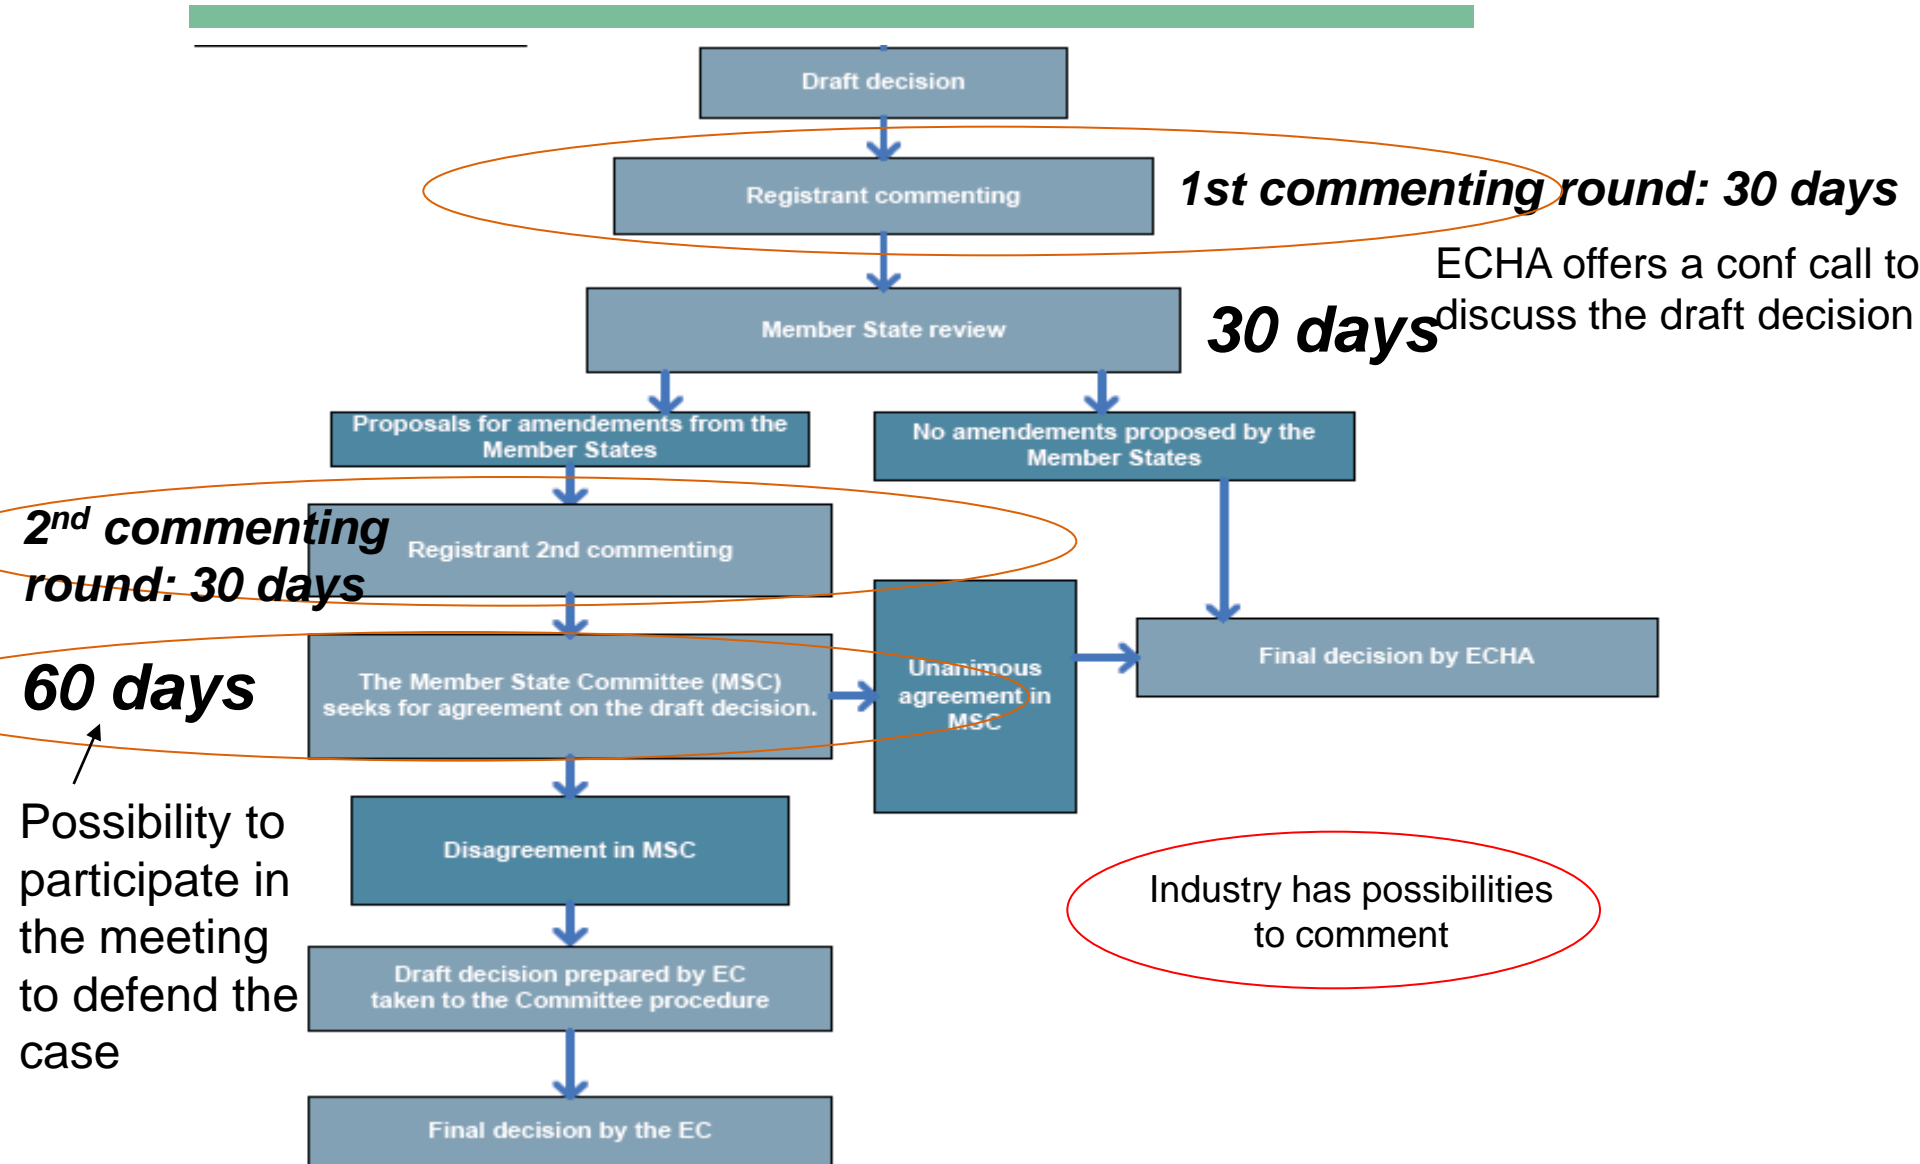 Draft decision
Registrant commenting
1st commenting round: 30 days
ECHA offers a conf call to
discuss the draft decision
Member State review
30 days
Proposals for amendements from the
Member States
No amendements proposed by the
Member States
2nd commenting
round: 30 days
Registrant 2nd commenting
60 days
The Member State Committee (MSC)
seeks for agreement on the draft decision.
Unanimous
agreement in
MSC
Final decision by ECHA
Possibility to
participate in
the meeting
to defend the
case
Disagreement in MSC
Industry has possibilities
to comment
Draft decision prepared by EC
taken to the Committee procedure
Final decision by the EC